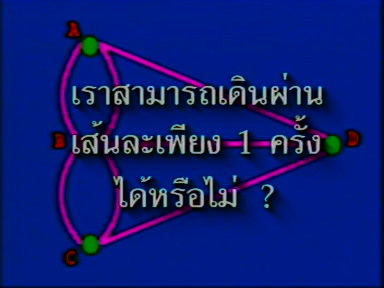 A
เราสามารถเดินผ่าน
B เส้นละเพียง 1 ครั้ง D
ได้หรือไม่ ?
C